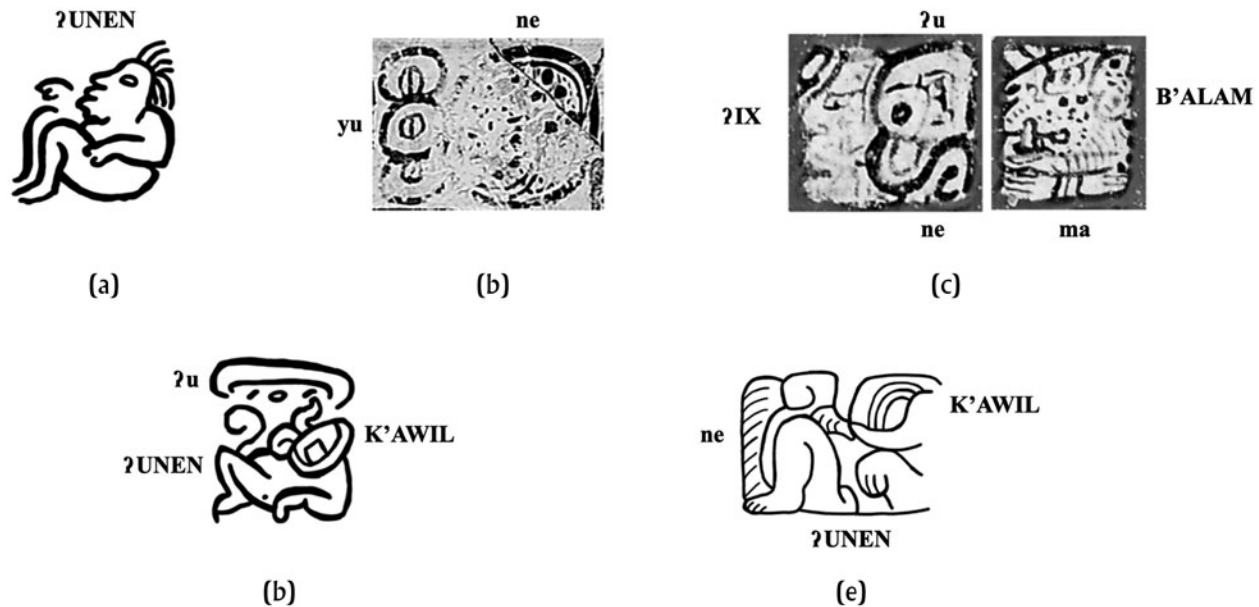 ʔUNEN
(a)
ne
yu
(b)
ʔu
ʔIX
B’ALAM
ne
ma
(c)
ʔu
K’AWIL
ʔUNEN
(b)
K’AWIL
ne
ʔUNEN
(e)